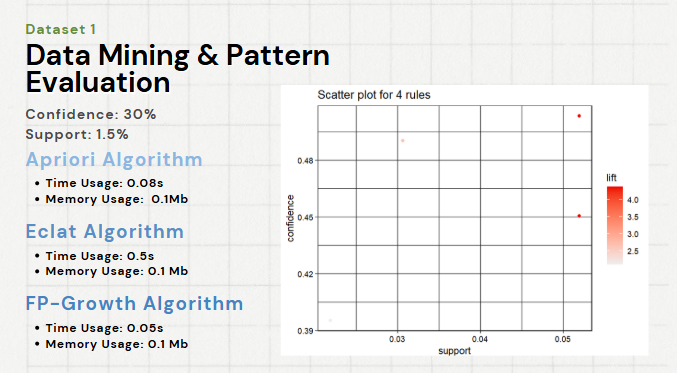 Dataset 1
Data Mining & Pattern
Evaluation
Confidence: 30%
Support: 1.5%
Apriori Algorithm
• Time Usage: 0.08s
• Memory Usage:  0.1Mb
Eclat Algorithm
• Time Usage: 0.5s
• Memory Usage: 0.1 Mb
FP-Growth Algorithm
• Time Usage: 0.05s
• Memory Usage: 0.1 Mb
Scatter plot for 4 rules
confidence
0.48
0.45
0.42
0.39
0.03 0.04 0.05
support
lift
4.0
3.5
3.0
2.5